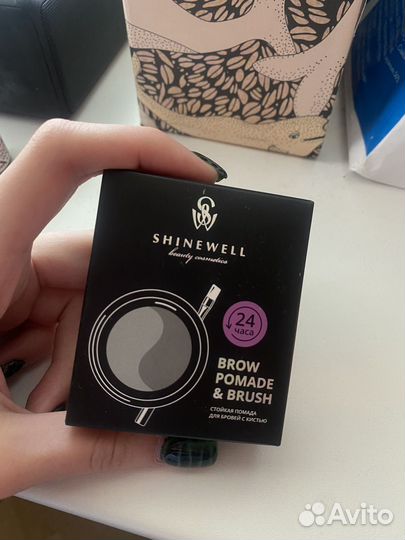 SHINEWELL
beauty cosmetics
24
часа
BROW
POMADE
& BRUSH
СТОЙКАЯ ПОМАДА
ДЛЯ БРОВЕЙ С КИСТЬЮ
Avito